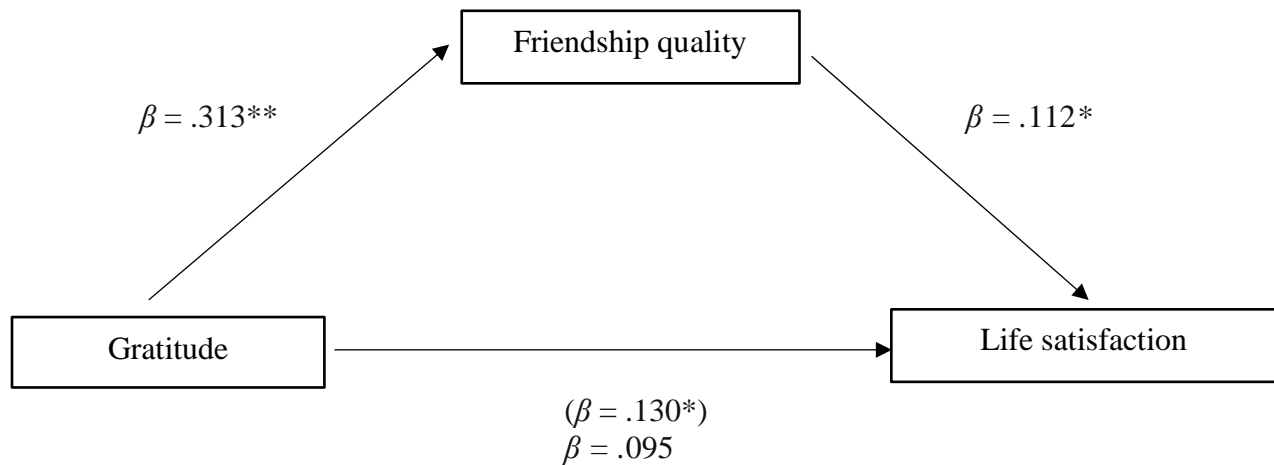 Friendship quality
β = .313**
β = .112*
Gratitude
Life satisfaction
(β = .130*)
β = .095